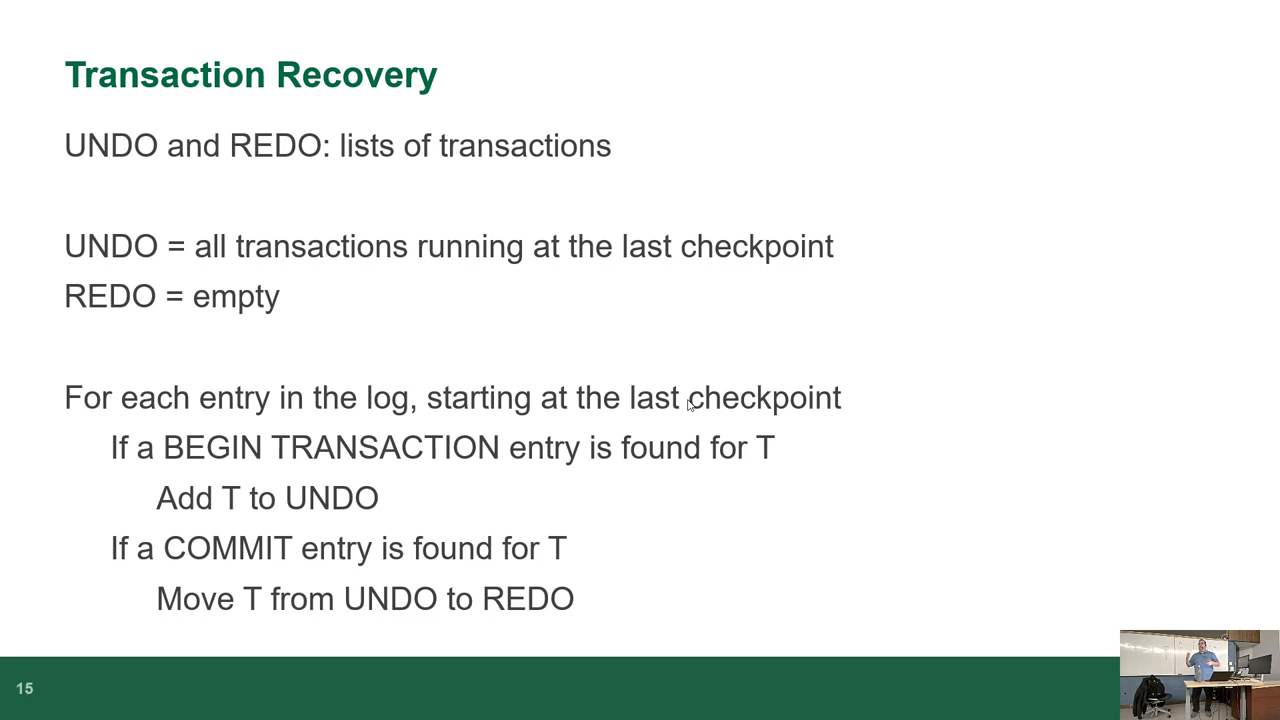 Transaction Recovery
UNDO and REDO: lists of transactions
UNDO = all transactions running at the last checkpoint
REDO = empty
For each entry in the log, starting at the last checkpoint
If a BEGIN TRANSACTION entry is found for T
Add T to UNDO
If a COMMIT entry is found for T
Move T from UNDO to REDO
15